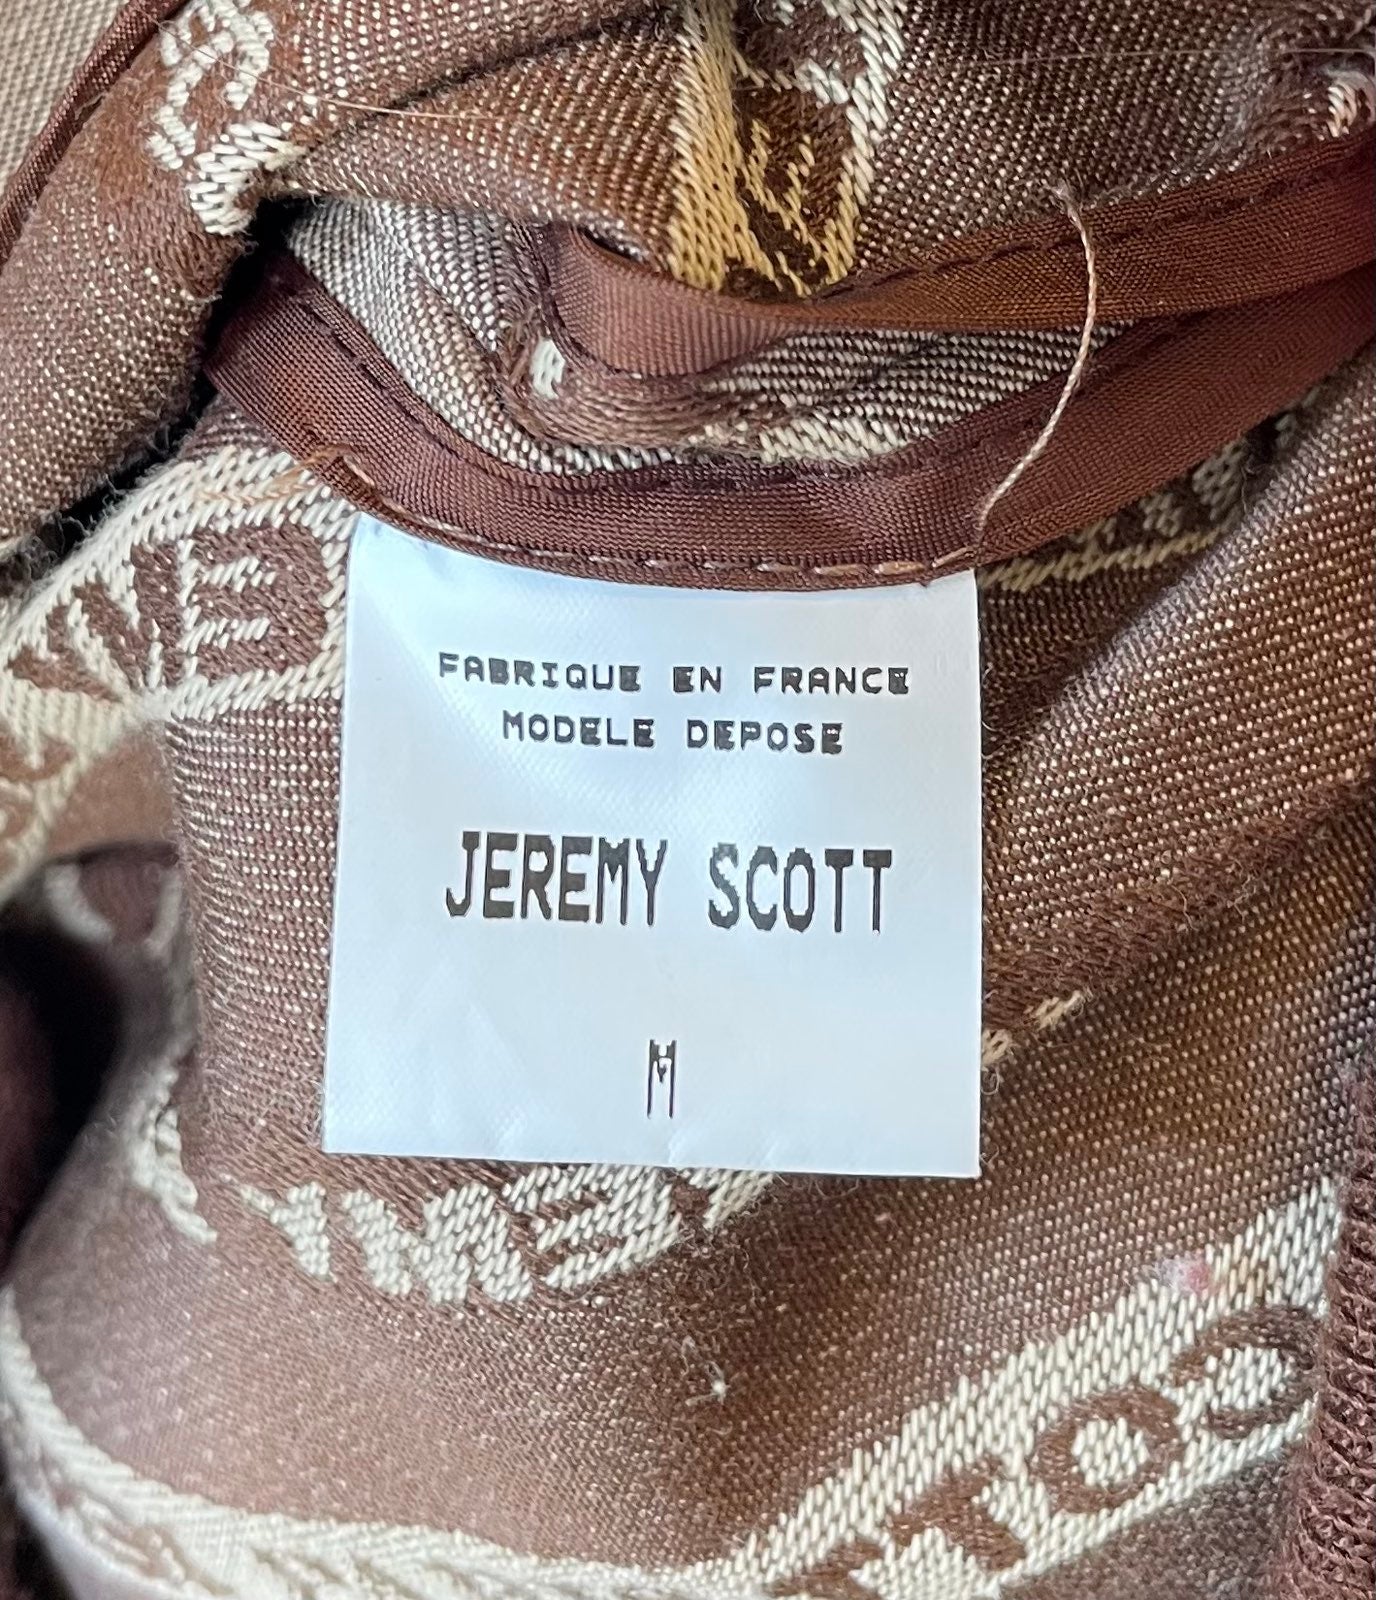 FABRIQUE EN FRANCE
MODELE DEPOSE
JEREMY SCOTT
M